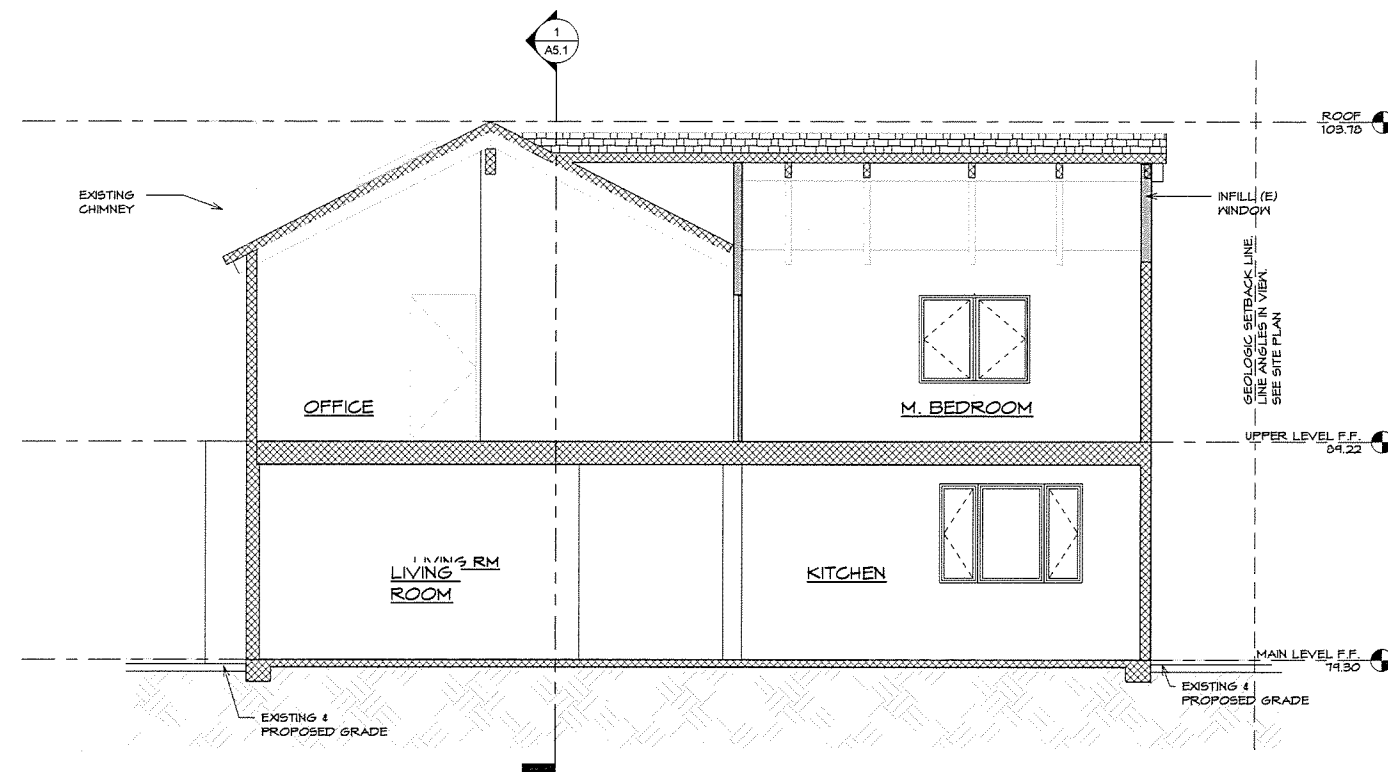 1
A5.1
ROOF
103.78
EXISTING
CHIMNEY
INFILL (E)
WINDOW
GEOLOGIC SETBACK LINE.
LINE ANGLES IN VIEW.
SEE SITE PLAN
OFFICE
M. BEDROOM
UPPER LEVEL F.F.
89.22
LIVING RM
LIVING
ROOM
KITCHEN
MAIN LEVEL F.F.
79.30
EXISTING &
PROPOSED GRADE
EXISTING &
PROPOSED GRADE